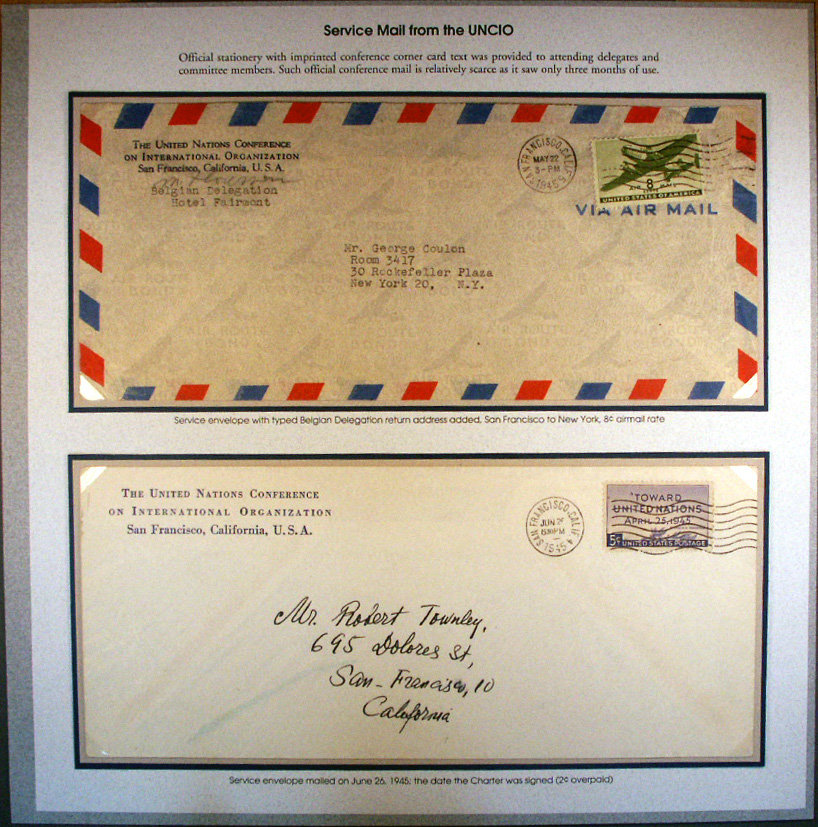 Service Mail from the UNCIO
Official stationery with imprinted conference corner card text was provided to attending delegates and
committee members. Such official conference mail is relatively scarce as it saw only three months of use.
THE UNITED NATIONS CONFERENCE
ON INTERNATIONAL ORGANIZATION
San Francisco, California, U. S. A.
Belgian Delegation
Hotel Fairmont
SAN FRANCISCO, CALIF.
MAY 22
3-PM
1945
AIR MAIL
8¢
UNITED STATES OF AMERICA
VIA AIR MAIL
Mr. George Coulon
Room 3417
30 Rockefeller Plaza
New York 20, N.Y.
AIR ROUTE
BOND
Service envelope with typed Belgian Delegation return address added, San Francisco to New York, 8¢ airmail rate
THE UNITED NATIONS CONFERENCE
ON INTERNATIONAL ORGANIZATION
San Francisco, California, U. S. A.
SAN FRANCISCO, CALIF.
JUN 26
1945
"TOWARD
UNITED NATIONS
APRIL 25, 1945
5¢ UNITED STATES POSTAGE
Mr. Robert Townley,
695 Dolores St,
San-Francisco, 10
California
Service envelope mailed on June 26, 1945; the date the Charter was signed (2¢ overpaid)